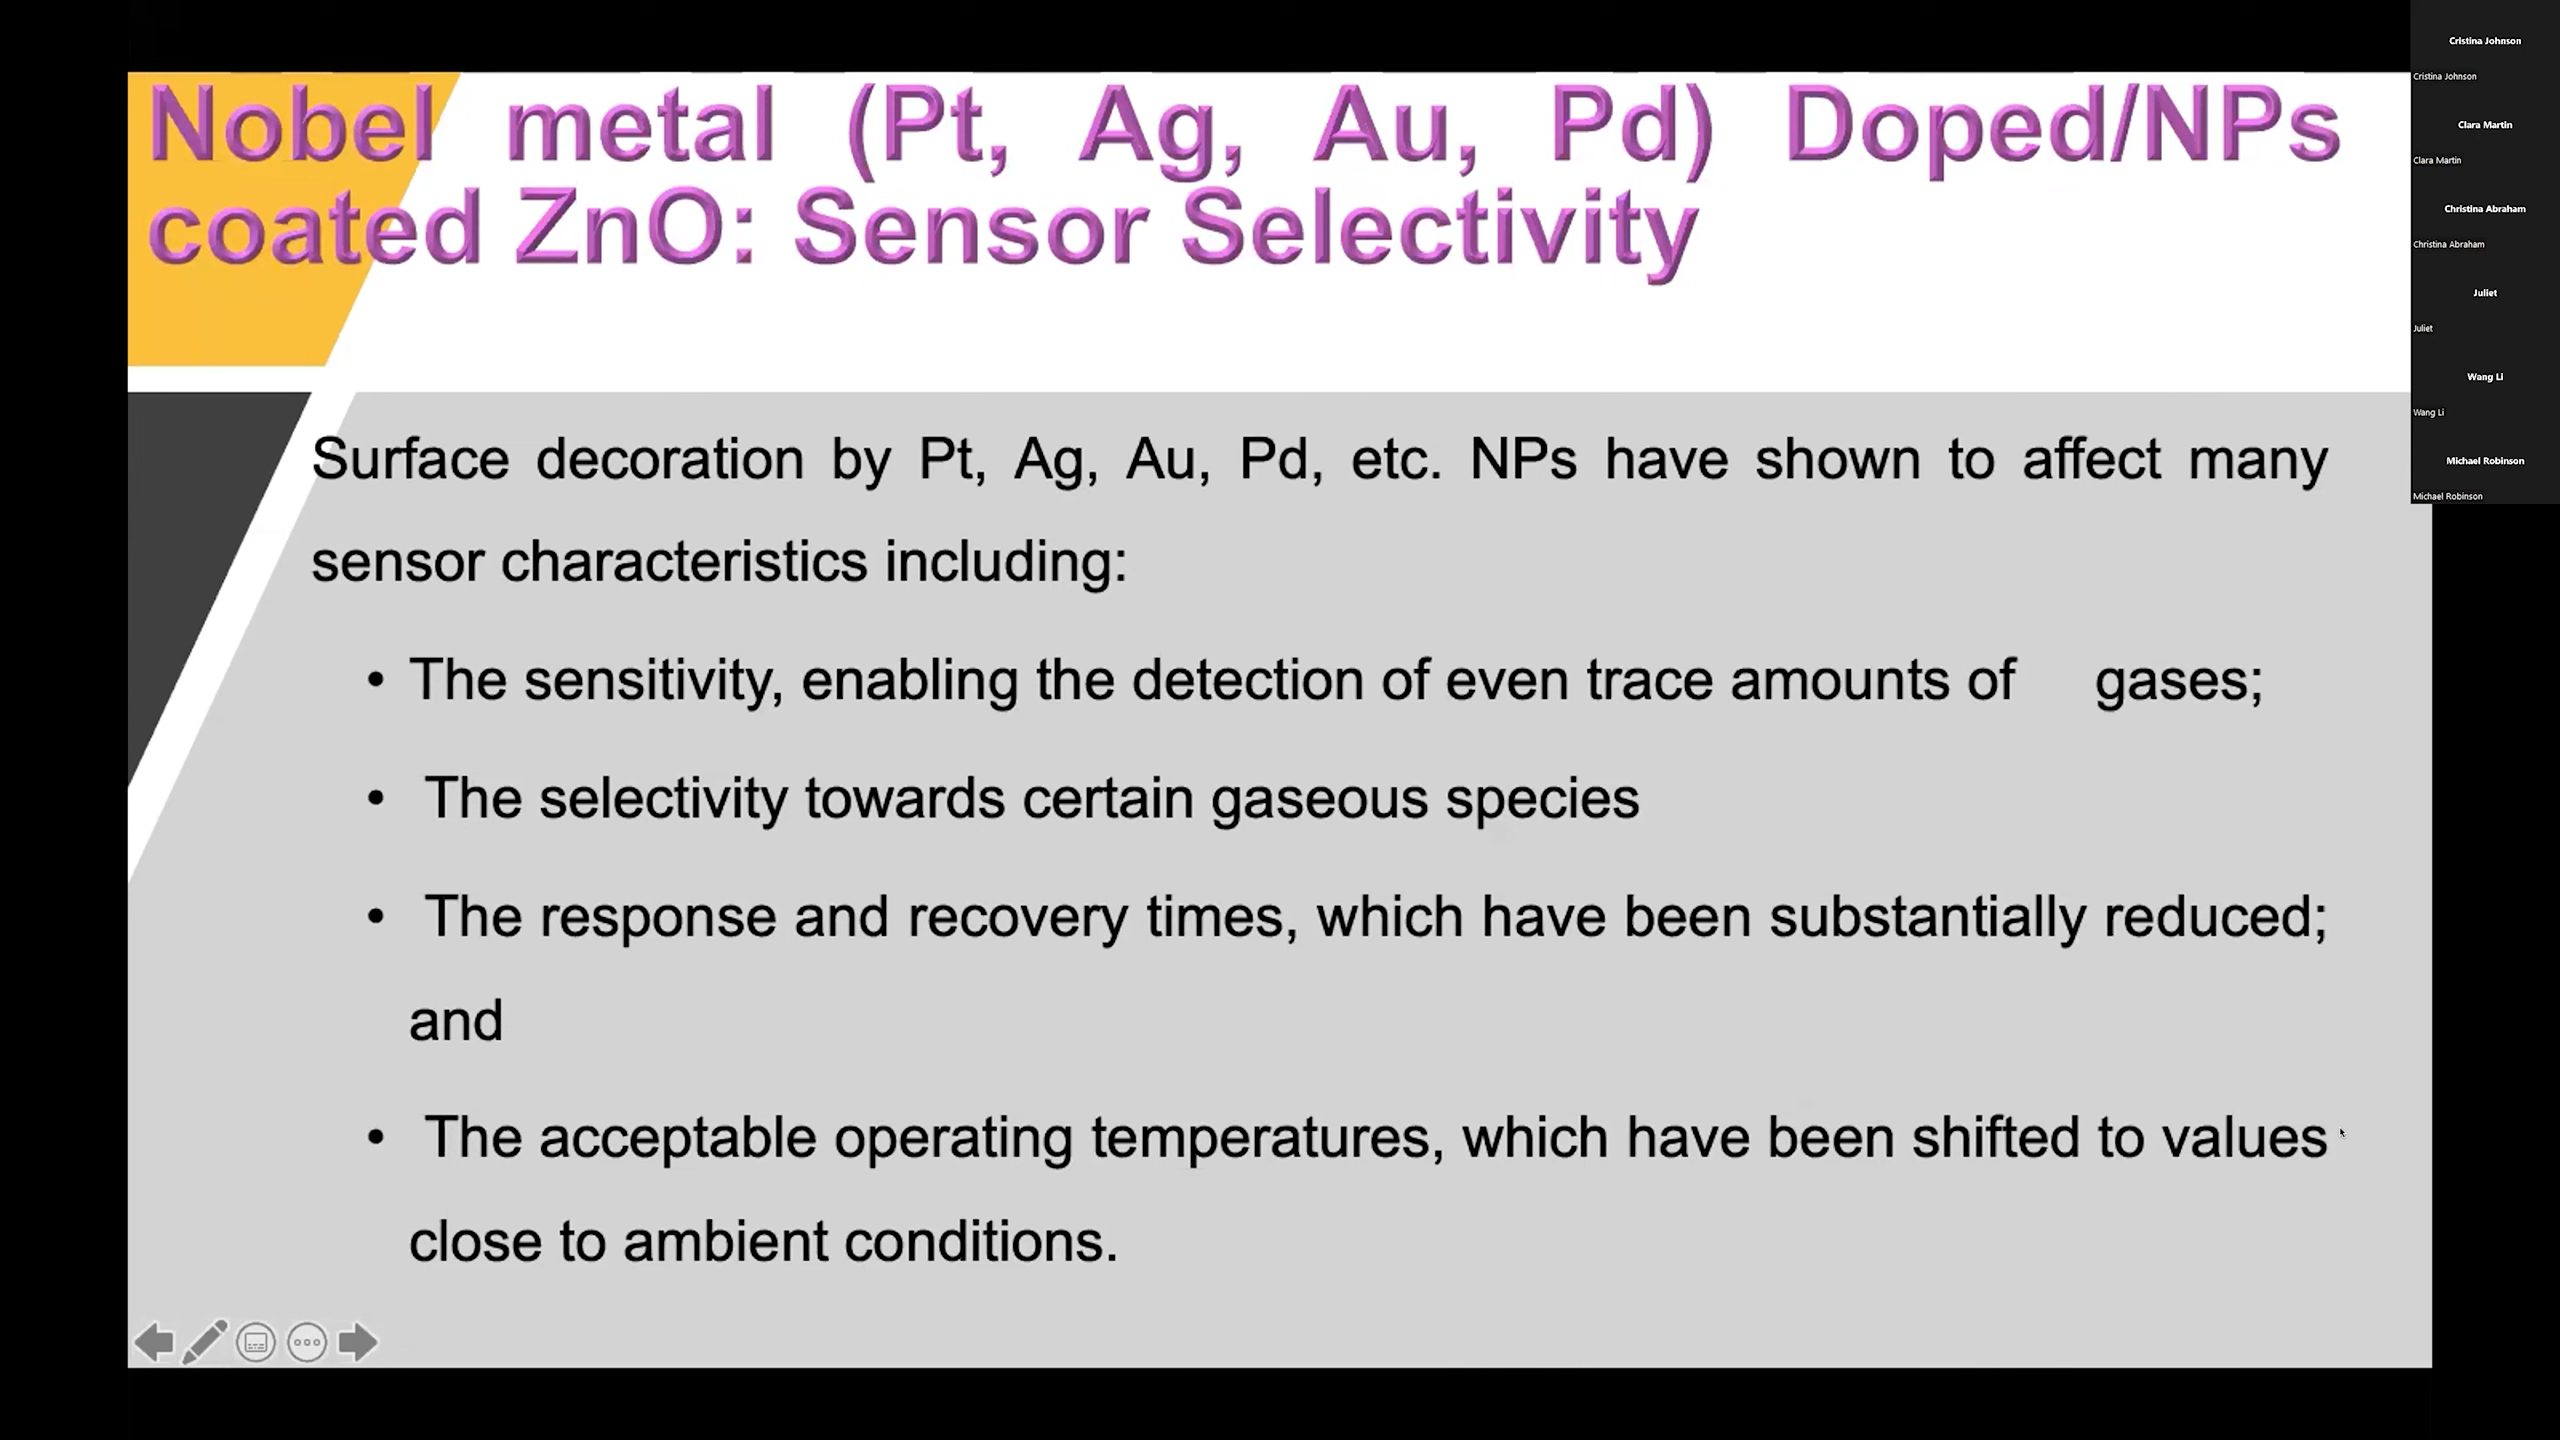 Nobel metal (Pt, Ag, Au, Pd) Doped/NPs
coated ZnO: Sensor Selectivity
Surface decoration by Pt, Ag, Au, Pd, etc. NPs have shown to affect many
sensor characteristics including:
• The sensitivity, enabling the detection of even trace amounts of gases;
• The selectivity towards certain gaseous species
• The response and recovery times, which have been substantially reduced;
and
• The acceptable operating temperatures, which have been shifted to values
close to ambient conditions.
Cristina Johnson
Cristina Johnson
Clara Martin
Clara Martin
Christina Abraham
Christina Abraham
Juliet
Juliet
Wang Li
Wang Li
Michael Robinson
Michael Robinson